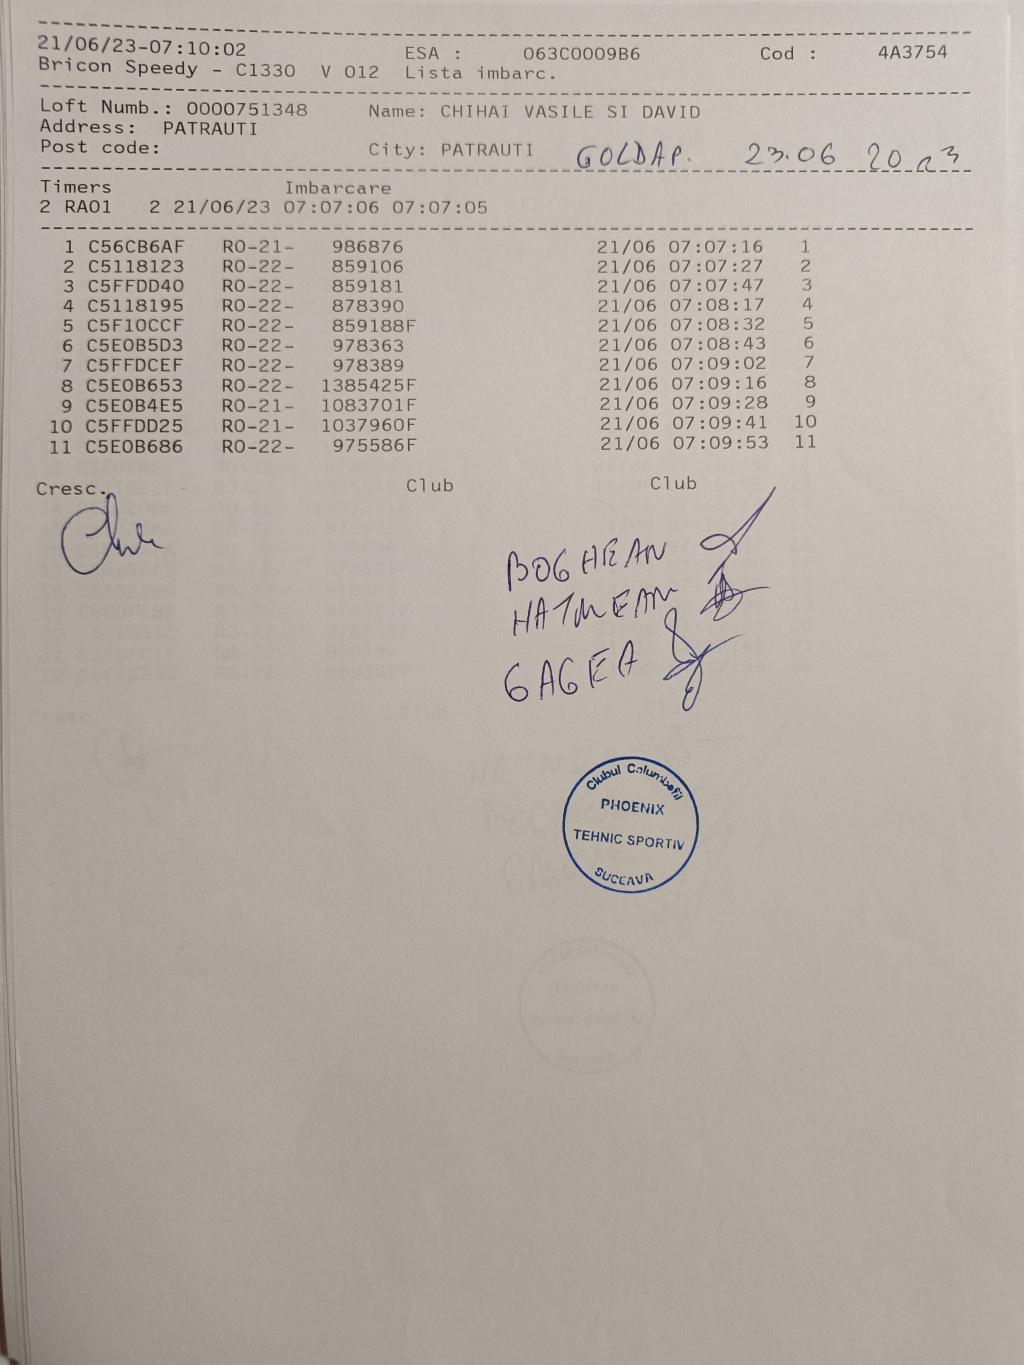 21/06/23-07:10:02 ESA : 063C0009B6 Cod : 4A3754
Bricon Speedy - C1330 V 012 Lista imbarc.
Loft Numb.: 0000751348 Name: CHIHAI VASILE SI DAVID
Address: PATRAUTI
Post code: City: PATRAUTI GOLDAP. 23.06 2023
Timers Imbarcare
2 RA01 2 21/06/23 07:07:06 07:07:05
1 C56CB6AF RO-21- 986876 21/06 07:07:16 1
2 C5118123 RO-22- 859106 21/06 07:07:27 2
3 C5FFDD40 RO-22- 859181 21/06 07:07:47 3
4 C5118195 RO-22- 878390 21/06 07:08:17 4
5 C5F10CCF RO-22- 859188F 21/06 07:08:32 5
6 C5E0B5D3 RO-22- 978363 21/06 07:08:43 6
7 C5FFDCEF RO-22- 978389 21/06 07:09:02 7
8 C5E0B653 RO-22- 1385425F 21/06 07:09:16 8
9 C5E0B4E5 RO-21- 1083701F 21/06 07:09:28 9
10 C5FFDD25 RO-21- 1037960F 21/06 07:09:41 10
11 C5E0B686 RO-22- 975586F 21/06 07:09:53 11
Cresc. Club Club
BOGHEAN
HATMEAN
GAGEA
Clubul Columbofil
PHOENIX
TEHNIC SPORTIV
SUCEAVA